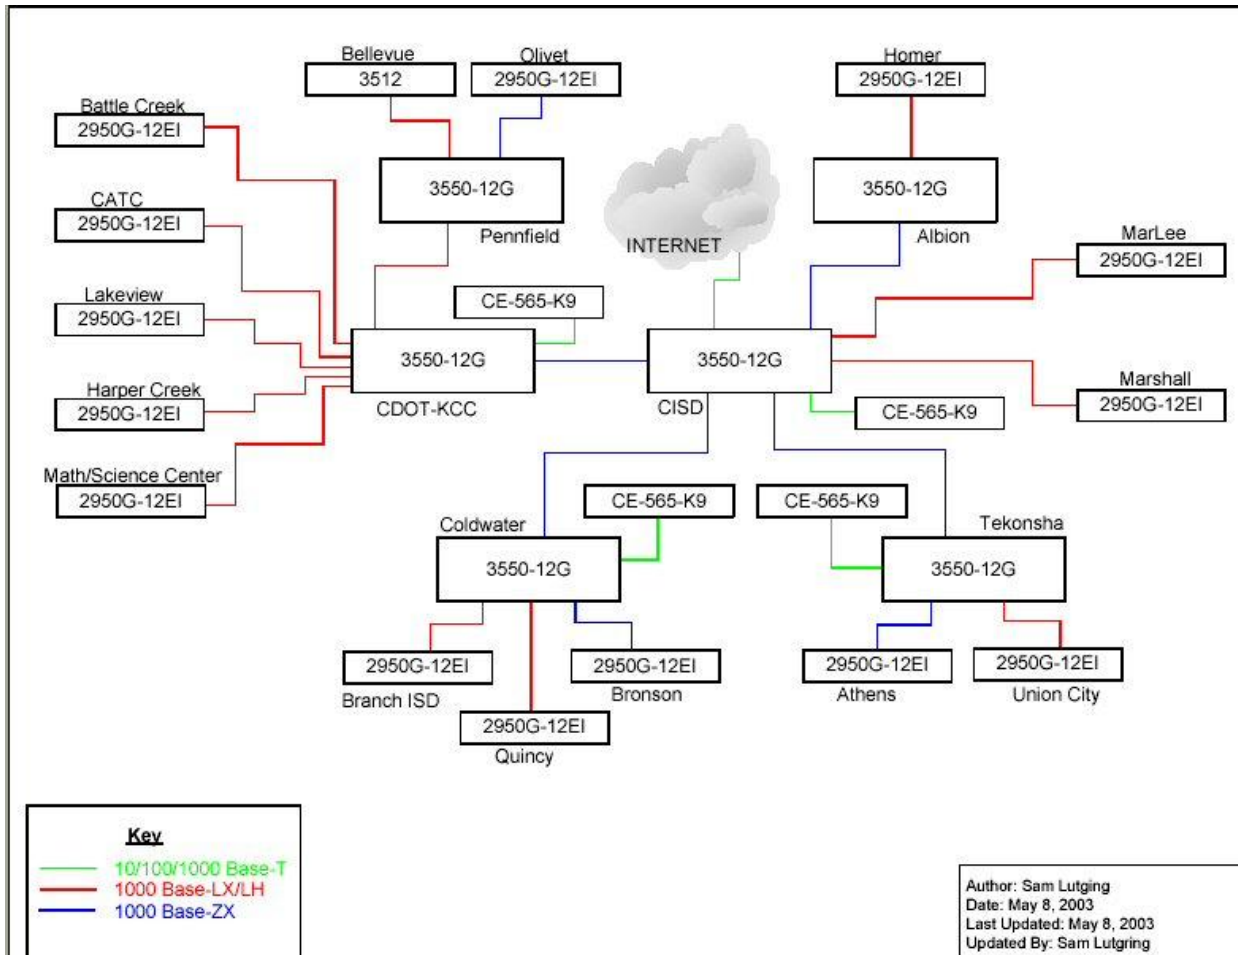 Bellevue
3512
Olivet
2950G-12EI
Homer
2950G-12EI
Battle Creek
2950G-12EI
3550-12G
Pennfield
INTERNET
3550-12G
Albion
CATC
2950G-12EI
MarLee
2950G-12EI
Lakeview
2950G-12EI
CE-565-K9
3550-12G
CDOT-KCC
3550-12G
CISD
Harper Creek
2950G-12EI
Marshall
2950G-12EI
CE-565-K9
Math/Science Center
2950G-12EI
CE-565-K9
CE-565-K9
Coldwater
3550-12G
Tekonsha
3550-12G
2950G-12EI
Branch ISD
2950G-12EI
Quincy
2950G-12EI
Bronson
2950G-12EI
Athens
2950G-12EI
Union City
Key
10/100/1000 Base-T
1000 Base-LX/LH
1000 Base-ZX
Author: Sam Lutging
Date: May 8, 2003
Last Updated: May 8, 2003
Updated By: Sam Lutgring